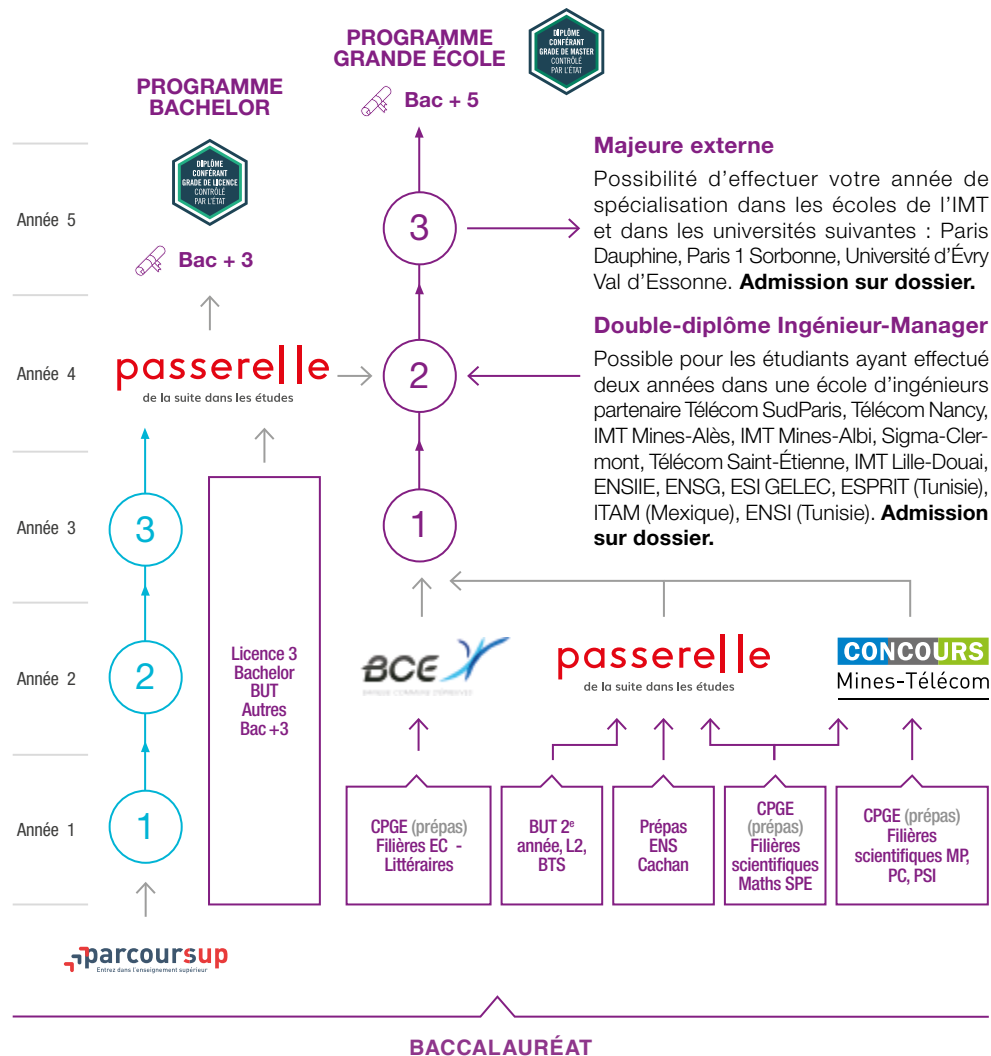 PROGRAMME
GRANDE ÉCOLE
DIPLÔME
CONFÉRANT
GRADE DE MASTER
CONTRÔLÉ
PAR L'ÉTAT
Bac + 5
PROGRAMME
BACHELOR
DIPLÔME
CONFÉRANT
GRADE DE LICENCE
CONTRÔLÉ
PAR L'ÉTAT
Bac + 3
Année 5
3
Majeure externe
Possibilité d'effectuer votre année de
spécialisation dans les écoles de l'IMT
et dans les universités suivantes : Paris
Dauphine, Paris 1 Sorbonne, Université d'Évry
Val d'Essonne. Admission sur dossier.
Année 4
passerelle
de la suite dans les études
2
Double-diplôme Ingénieur-Manager
Possible pour les étudiants ayant effectué
deux années dans une école d'ingénieurs
partenaire Télécom SudParis, Télécom Nancy,
IMT Mines-Alès, IMT Mines-Albi, Sigma-Cler-
mont, Télécom Saint-Étienne, IMT Lille-Douai,
ENSIIE, ENSG, ESI GELEC, ESPRIT (Tunisie),
ITAM (Mexique), ENSI (Tunisie). Admission
sur dossier.
Année 3
3
1
Année 2
2
Licence 3
Bachelor
BUT
Autres
Bac +3
BCE
BANQUE COMMUNE D'ÉPREUVES
passerelle
de la suite dans les études
CONCOURS
Mines-Télécom
Année 1
1
CPGE (prépas)
Filières EC -
Littéraires
BUT 2e
année, L2,
BTS
Prépas
ENS
Cachan
CPGE
(prépas)
Filières
scientifiques
Maths SPE
CPGE (prépas)
Filières
scientifiques MP,
PC, PSI
parcoursup
Entrez dans l'enseignement supérieur
BACCALAURÉAT